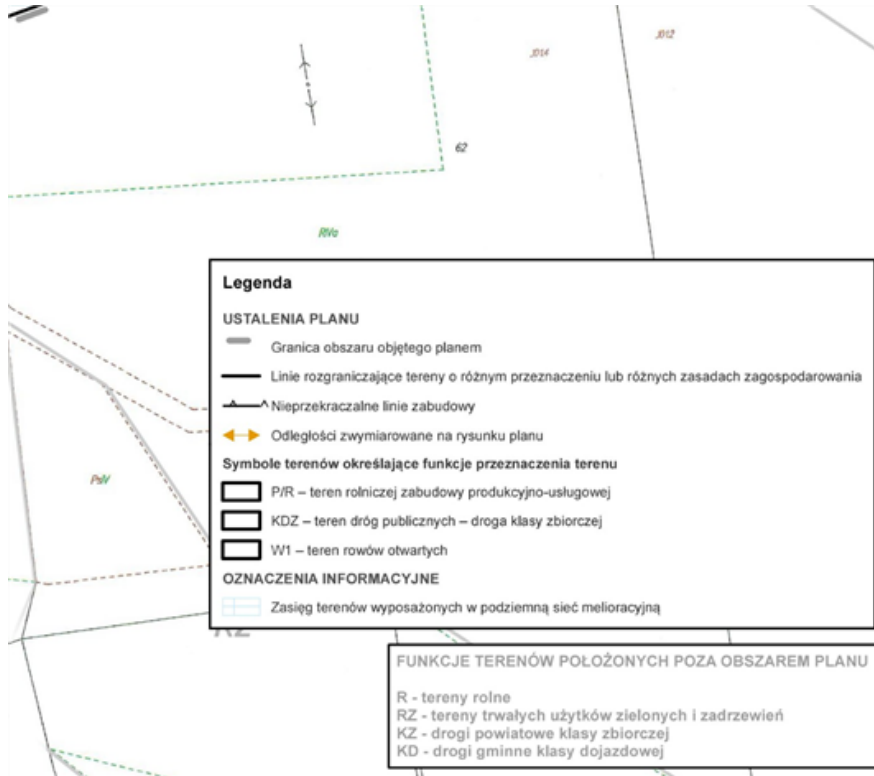 J014
J012
62
RIVa
PsIV
Legenda
USTALENIA PLANU
Granica obszaru objętego planem
Linie rozgraniczające tereny o różnym przeznaczeniu lub różnych zasadach zagospodarowania
Nieprzekraczalne linie zabudowy
Odległości zwymiarowane na rysunku planu
Symbole terenów określające funkcje przeznaczenia terenu
P/R – teren rolniczej zabudowy produkcyjno-usługowej
KDZ – teren dróg publicznych – droga klasy zbiorczej
W1 – teren rowów otwartych
OZNACZENIA INFORMACYJNE
Zasięg terenów wyposażonych w podziemną sieć melioracyjną
FUNKCJE TERENÓW POŁOŻONYCH POZA OBSZAREM PLANU
R - tereny rolne
RZ - tereny trwałych użytków zielonych i zadrzewień
KZ - drogi powiatowe klasy zbiorczej
KD - drogi gminne klasy dojazdowej